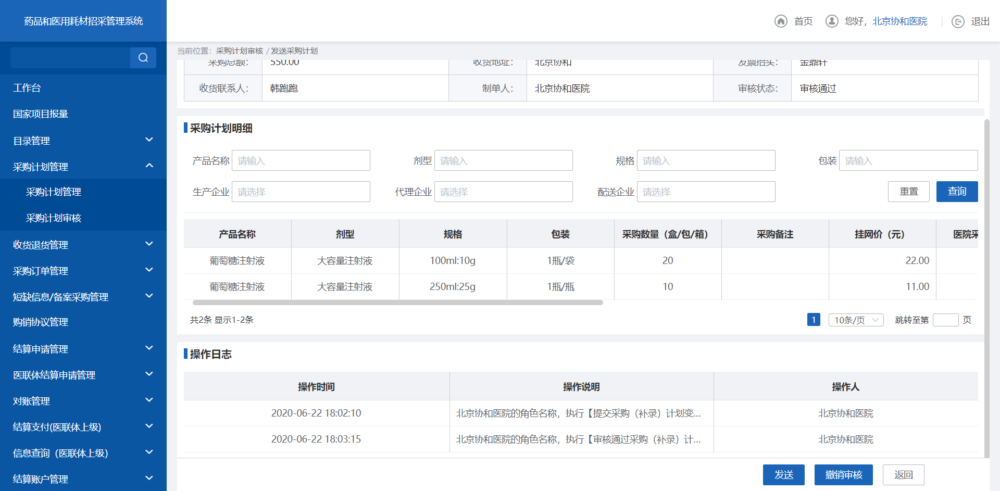 药品和医用耗材招采管理系统
首页 您好，北京协和医院 退出
当前位置：采购计划审核 / 发送采购计划
工作台
国家项目报量
目录管理
采购计划管理
采购计划管理
采购计划审核
收货退货管理
采购订单管理
短缺信息/备案采购管理
购销协议管理
结算申请管理
医联体结算申请管理
对账管理
结算支付(医联体上级)
信息查询（医联体上级）
结算账户管理
采购总额： 550.00 收货地址： 北京协和 发票抬头： 金鼎轩
收货联系人： 韩跑跑 制单人： 北京协和医院 审核状态： 审核通过
采购计划明细
产品名称 请输入 剂型 请输入 规格 请输入 包装 请输入
生产企业 请选择 代理企业 请选择 配送企业 请选择 重置 查询
产品名称 剂型 规格 包装 采购数量（盒/包/箱） 采购备注 挂网价（元） 医院采
葡萄糖注射液 大容量注射液 100ml:10g 1瓶/袋 20 22.00
葡萄糖注射液 大容量注射液 250ml:25g 1瓶/瓶 10 11.00
共2条 显示1-2条 1 10条/页 跳转至第 页
操作日志
操作时间 操作说明 操作人
2020-06-22 18:02:10 北京协和医院的角色名称，执行【提交采购（补录）计划变... 北京协和医院
2020-06-22 18:03:15 北京协和医院的角色名称，执行【审核通过采购（补录）计... 北京协和医院
发送 撤销审核 返回